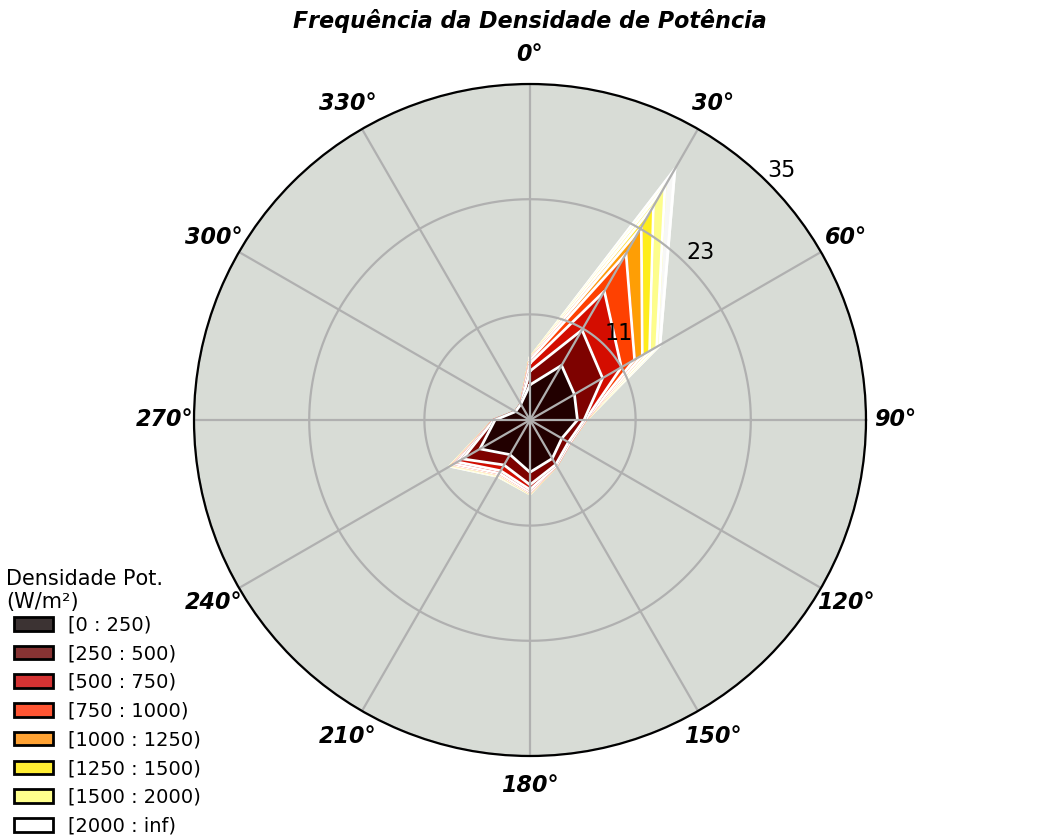 Frequência da Densidade de Potência
0°
330°
30°
35
300°
60°
23
11
270°
90°
Densidade Pot.
(W/m²)
240°
120°
[0 : 250)
[250 : 500)
[500 : 750)
[750 : 1000)
210°
150°
[1000 : 1250)
[1250 : 1500)
180°
[1500 : 2000)
[2000 : inf)